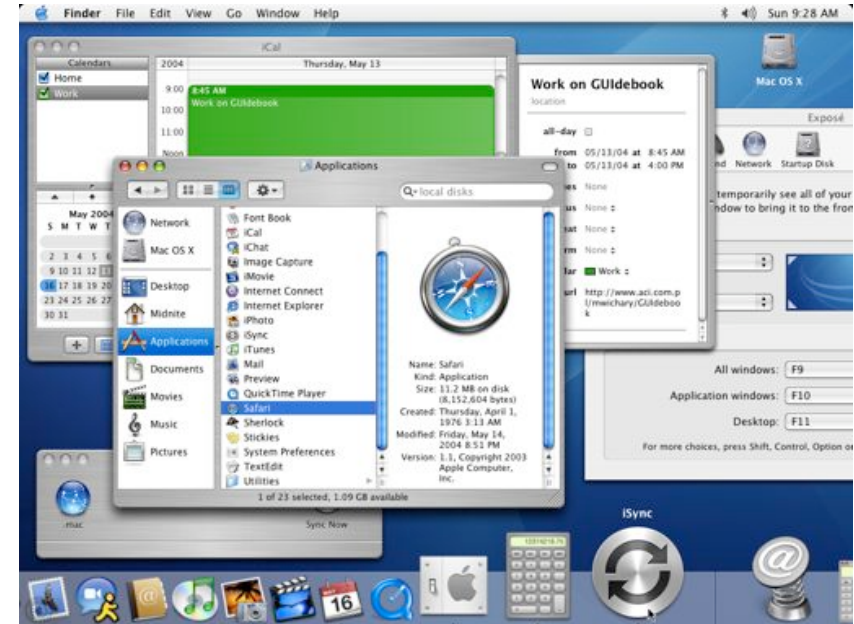 Finder File Edit View Go Window Help
Sun 9:28 AM
iCal
Calendars
Home
Work
2004
Thursday, May 13
9:00
8:45 AM
Work on GUIdebook
10:00
11:00
Noon
May 2004
S M T W T
2 3 4 5 6
9 10 11 12 13
16 17 18 19 20
23 24 25 26 27
30 31
Work on GUIdebook
location
all-day
from 05/13/04 at 8:45 AM
to 05/13/04 at 4:00 PM
None
None
None
None
Work
url http://www.aci.com.p
l/mwichary/GUIdeboo
k
Mac OS X
Exposé
Network
Startup Disk
temporarily see all of your
ndow to bring it to the fron
All windows: F9
Application windows: F10
Desktop: F11
For more choices, press Shift, Control, Option or
Applications
local disks
Network
Mac OS X
Desktop
Midnite
Applications
Documents
Movies
Music
Pictures
Font Book
iCal
iChat
Image Capture
iMovie
Internet Connect
Internet Explorer
iPhoto
iSync
iTunes
Mail
Preview
QuickTime Player
Safari
Sherlock
Stickies
System Preferences
TextEdit
Utilities
Name: Safari
Kind: Application
Size: 11.2 MB on disk
(8,152,604 bytes)
Created: Thursday, April 1,
1976 3:13 AM
Modified: Friday, May 14,
2004 8:51 PM
Version: 1.1, Copyright 2003
Apple Computer,
Inc.
1 of 23 selected, 1.09 GB available
.mac
Sync Now
iSync
MAY
16